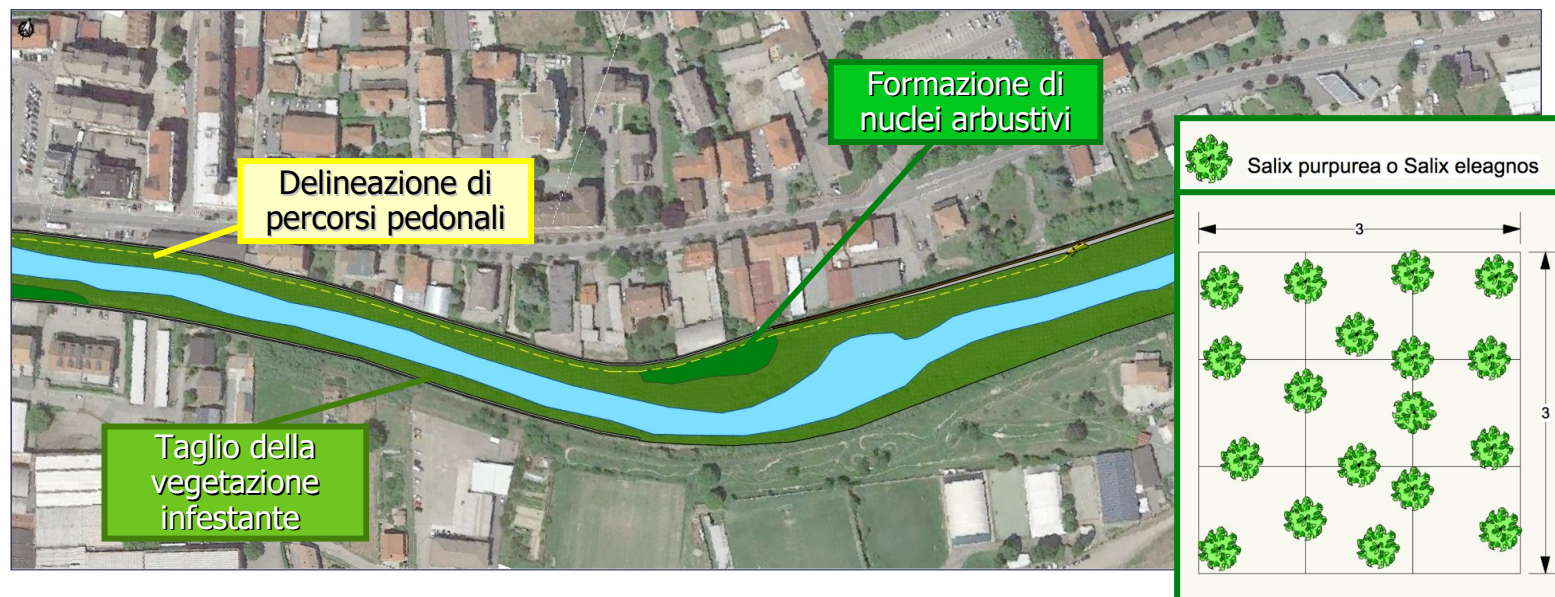 Formazione di
nuclei arbustivi
Delineazione di
percorsi pedonali
Taglio della
vegetazione
infestante
Salix purpurea o Salix eleagnos
3
3